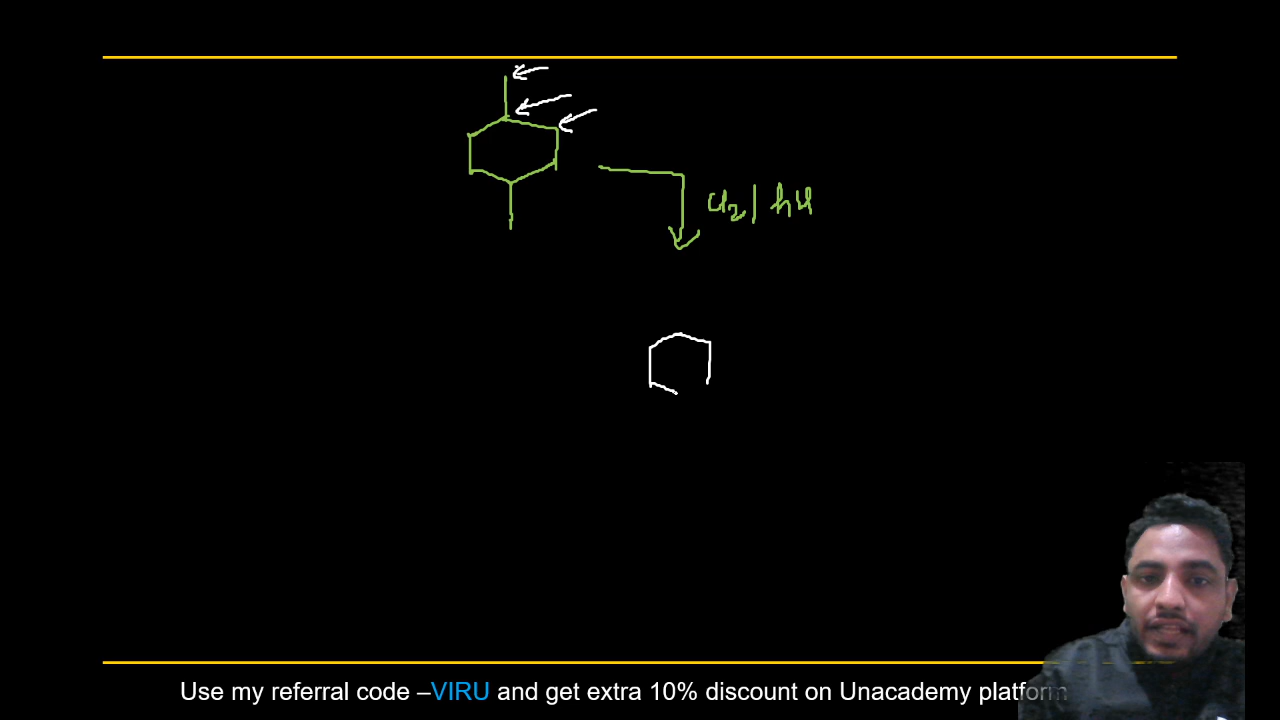 Cl2 | hν
Use my referral code –VIRU and get extra 10% discount on Unacademy platform